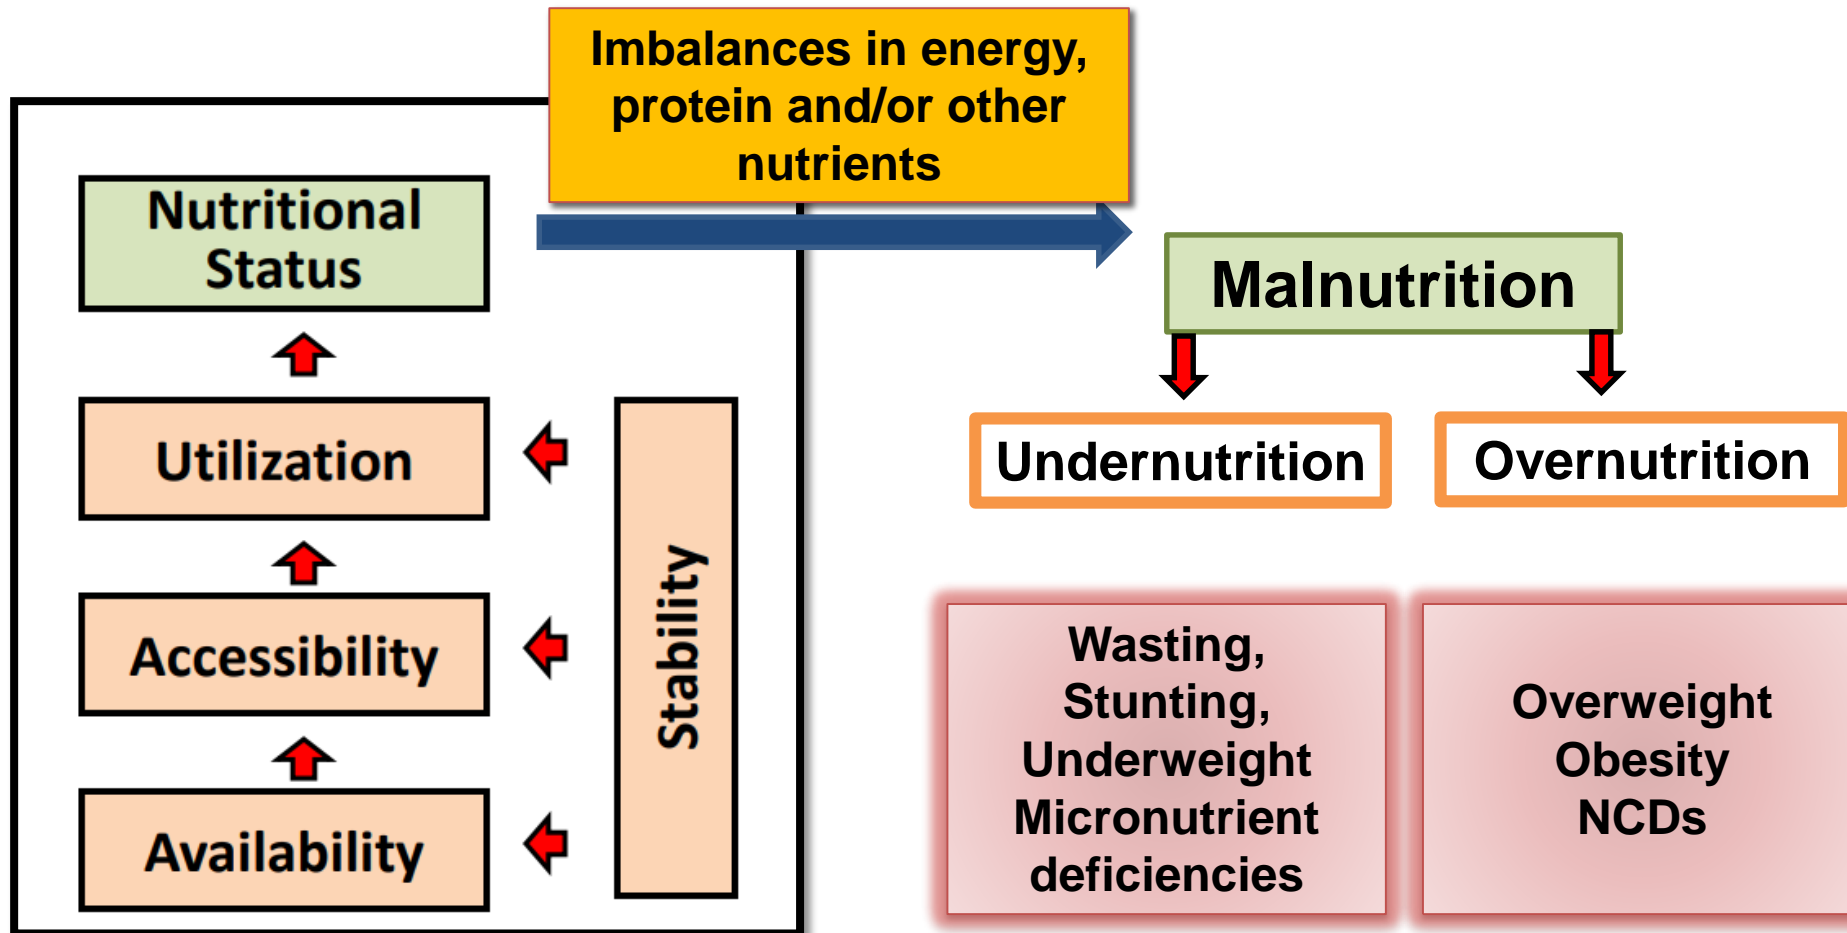 Imbalances in energy,
protein and/or other
nutrients
Nutritional
Status
Utilization
Accessibility
Availability
Stability
Malnutrition
Undernutrition
Overnutrition
Wasting,
Stunting,
Underweight
Micronutrient
deficiencies
Overweight
Obesity
NCDs